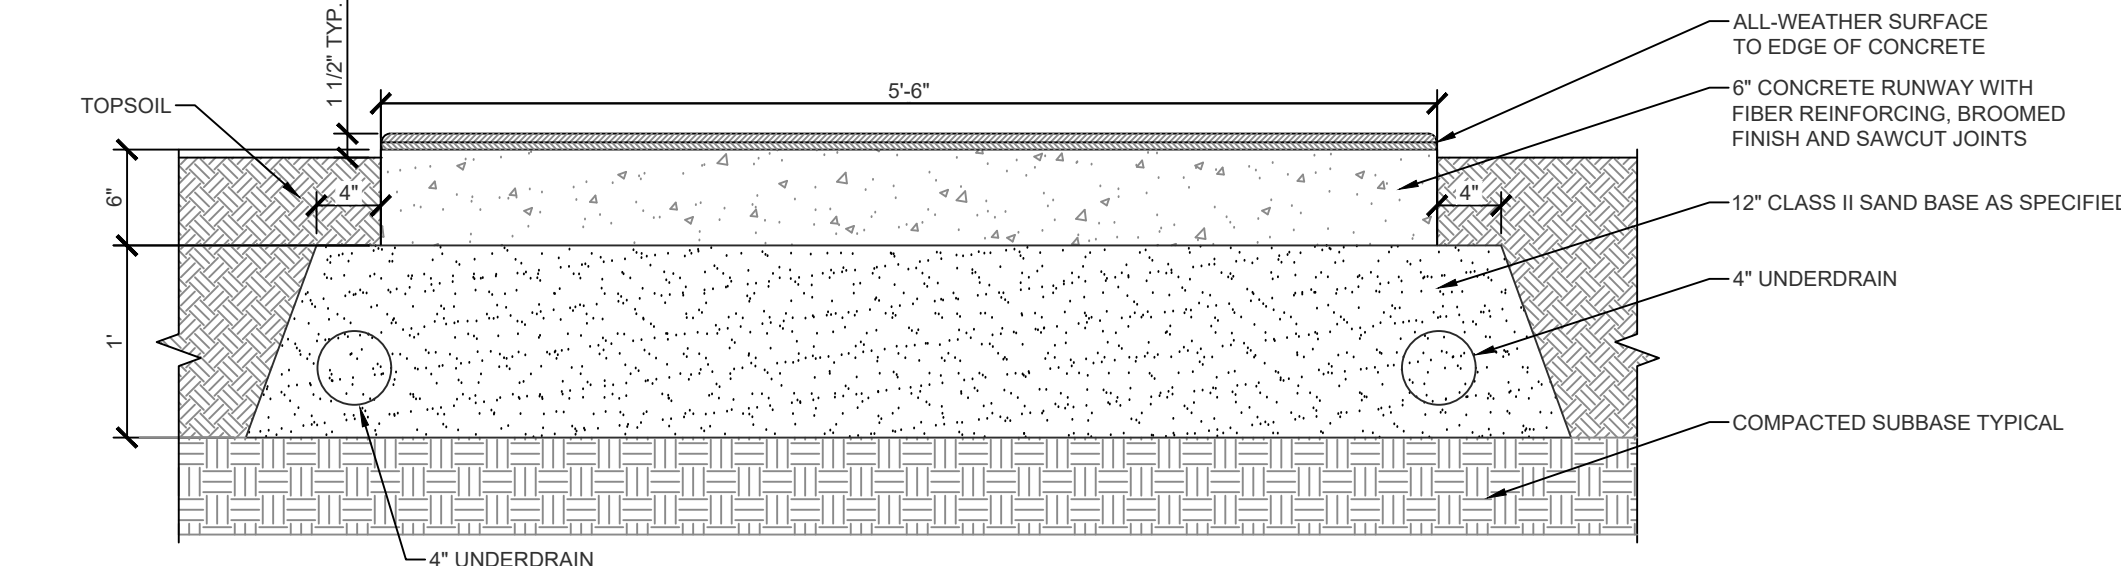 1 1/2" TYP.
TOPSOIL
5'-6"
6"
4"
4"
1'
ALL-WEATHER SURFACE
TO EDGE OF CONCRETE
6" CONCRETE RUNWAY WITH
FIBER REINFORCING, BROOMED
FINISH AND SAWCUT JOINTS
12" CLASS II SAND BASE AS SPECIFIED
4" UNDERDRAIN
COMPACTED SUBBASE TYPICAL
4" UNDERDRAIN